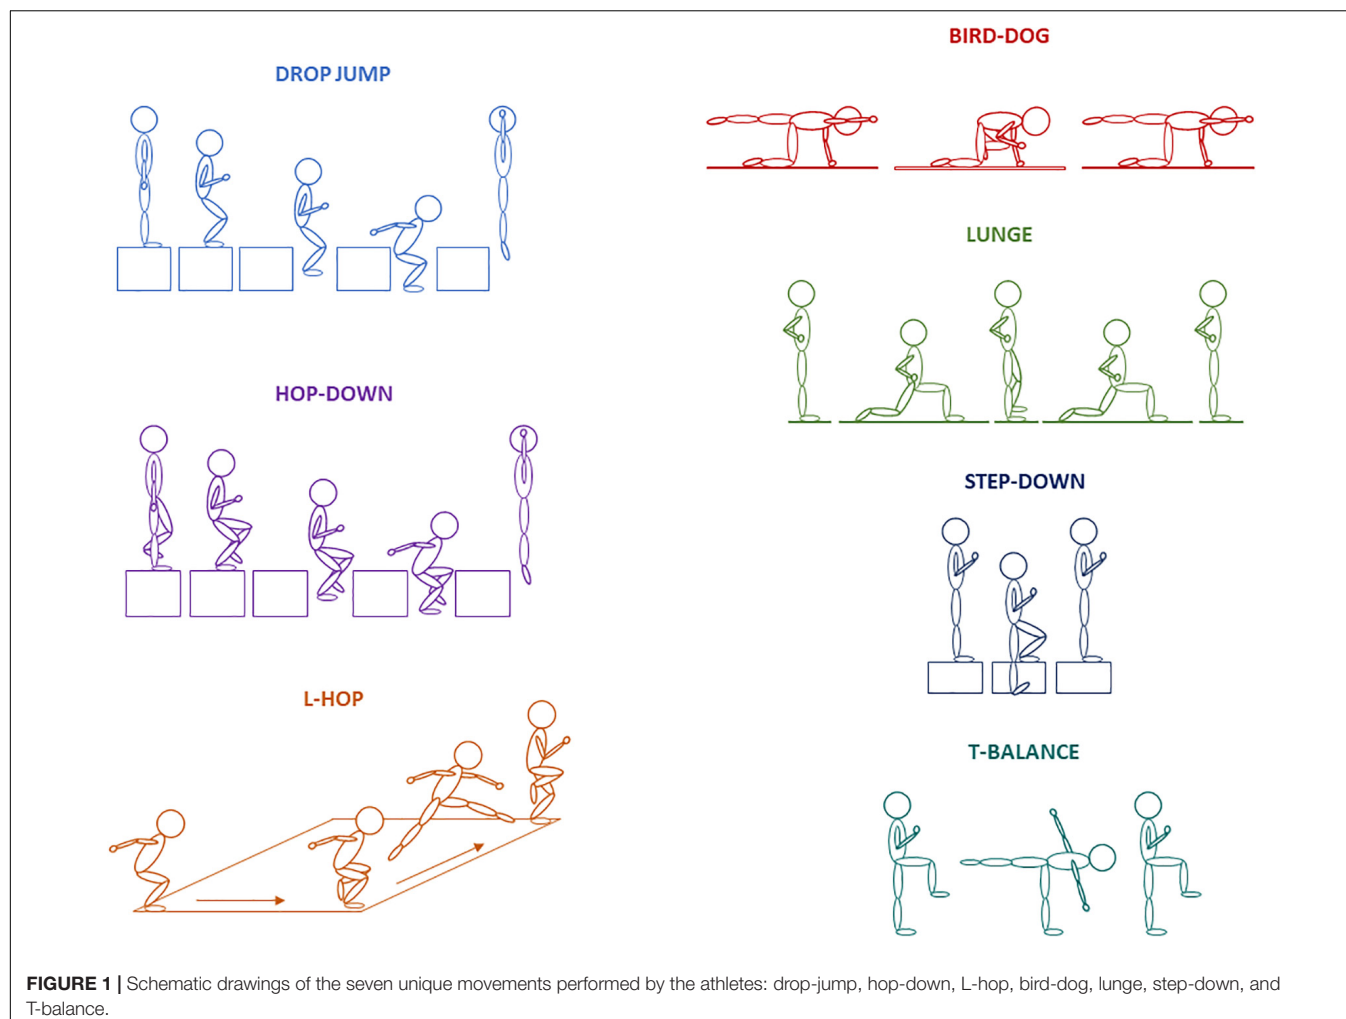 DROP JUMP
HOP-DOWN
L-HOP
BIRD-DOG
LUNGE
STEP-DOWN
T-BALANCE
FIGURE 1 | Schematic drawings of the seven unique movements performed by the athletes: drop-jump, hop-down, L-hop, bird-dog, lunge, step-down, and
T-balance.